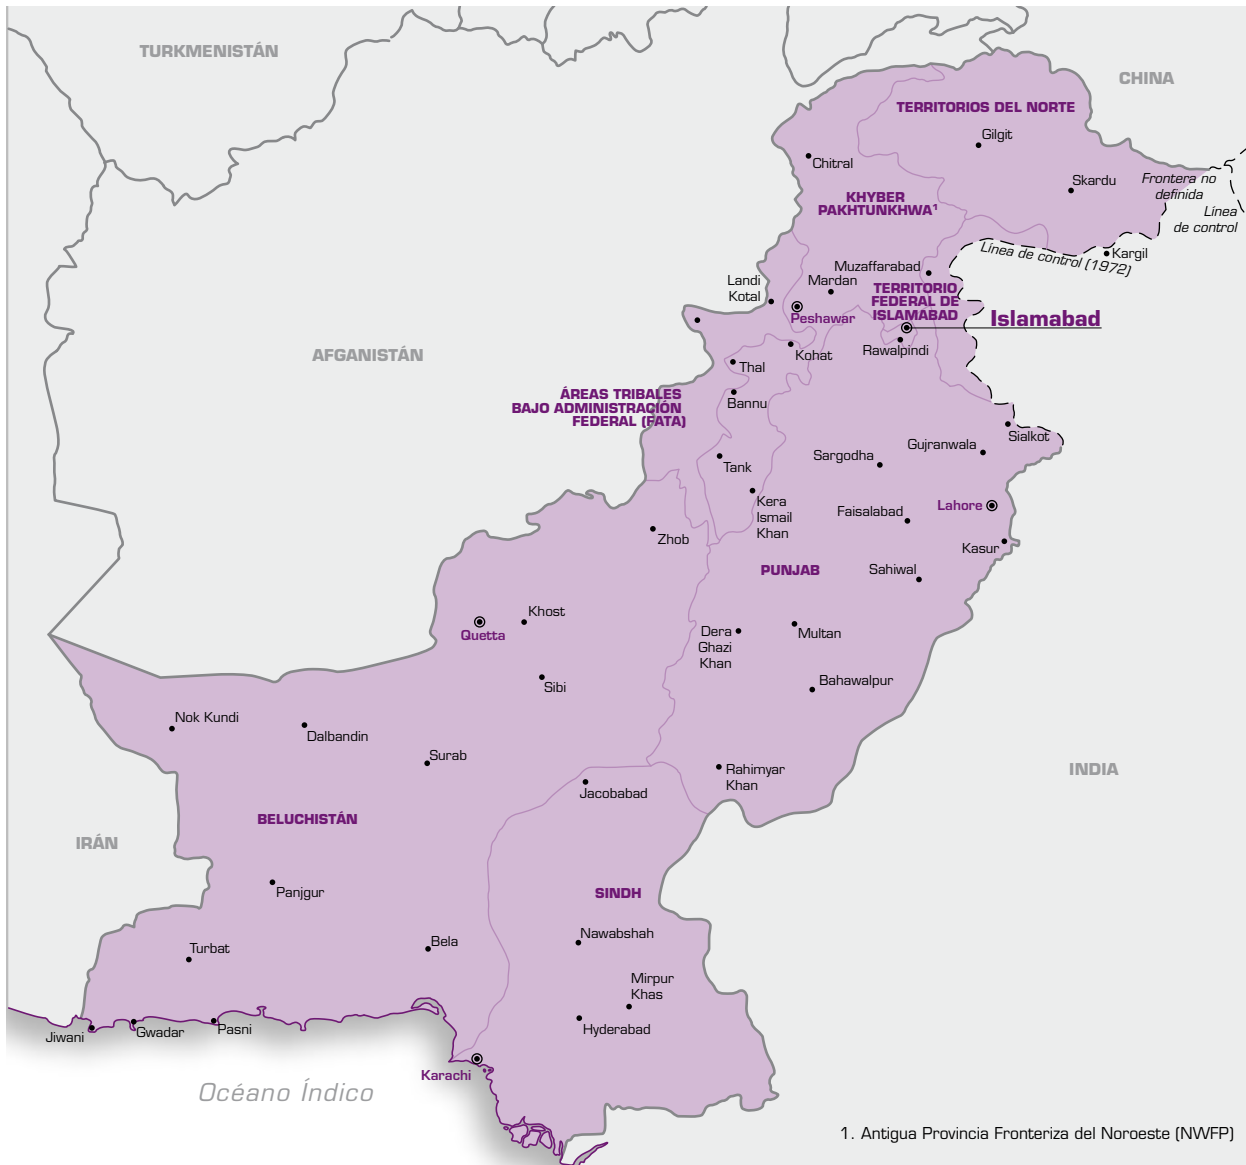 TURKMENISTÁN
CHINA
TERRITORIOS DEL NORTE
Gilgit
Chitral
Skardu
Frontera no
definida
KHYBER
PAKHTUNKHWA¹
Línea
de control
Línea de control (1972)
Kargil
Muzaffarabad
Landi
Kotal
Mardan
TERRITORIO
FEDERAL DE
ISLAMABAD
Peshawar
Islamabad
Rawalpindi
Kohat
AFGANISTÁN
Thal
ÁREAS TRIBALES
BAJO ADMINISTRACIÓN
FEDERAL (FATA)
Bannu
Sialkot
Gujranwala
Sargodha
Tank
Kera
Ismail
Khan
Lahore
Faisalabad
Zhob
Kasur
PUNJAB
Sahiwal
Khost
Quetta
Dera
Ghazi
Khan
Multan
Sibi
Bahawalpur
Nok Kundi
Dalbandin
Surab
Rahimyar
Khan
INDIA
Jacobabad
BELUCHISTÁN
IRÁN
Panjgur
SINDH
Nawabshah
Bela
Turbat
Mirpur
Khas
Hyderabad
Jiwani
Gwadar
Pasni
Karachi
Océano Índico
1. Antigua Provincia Fronteriza del Noroeste (NWFP)